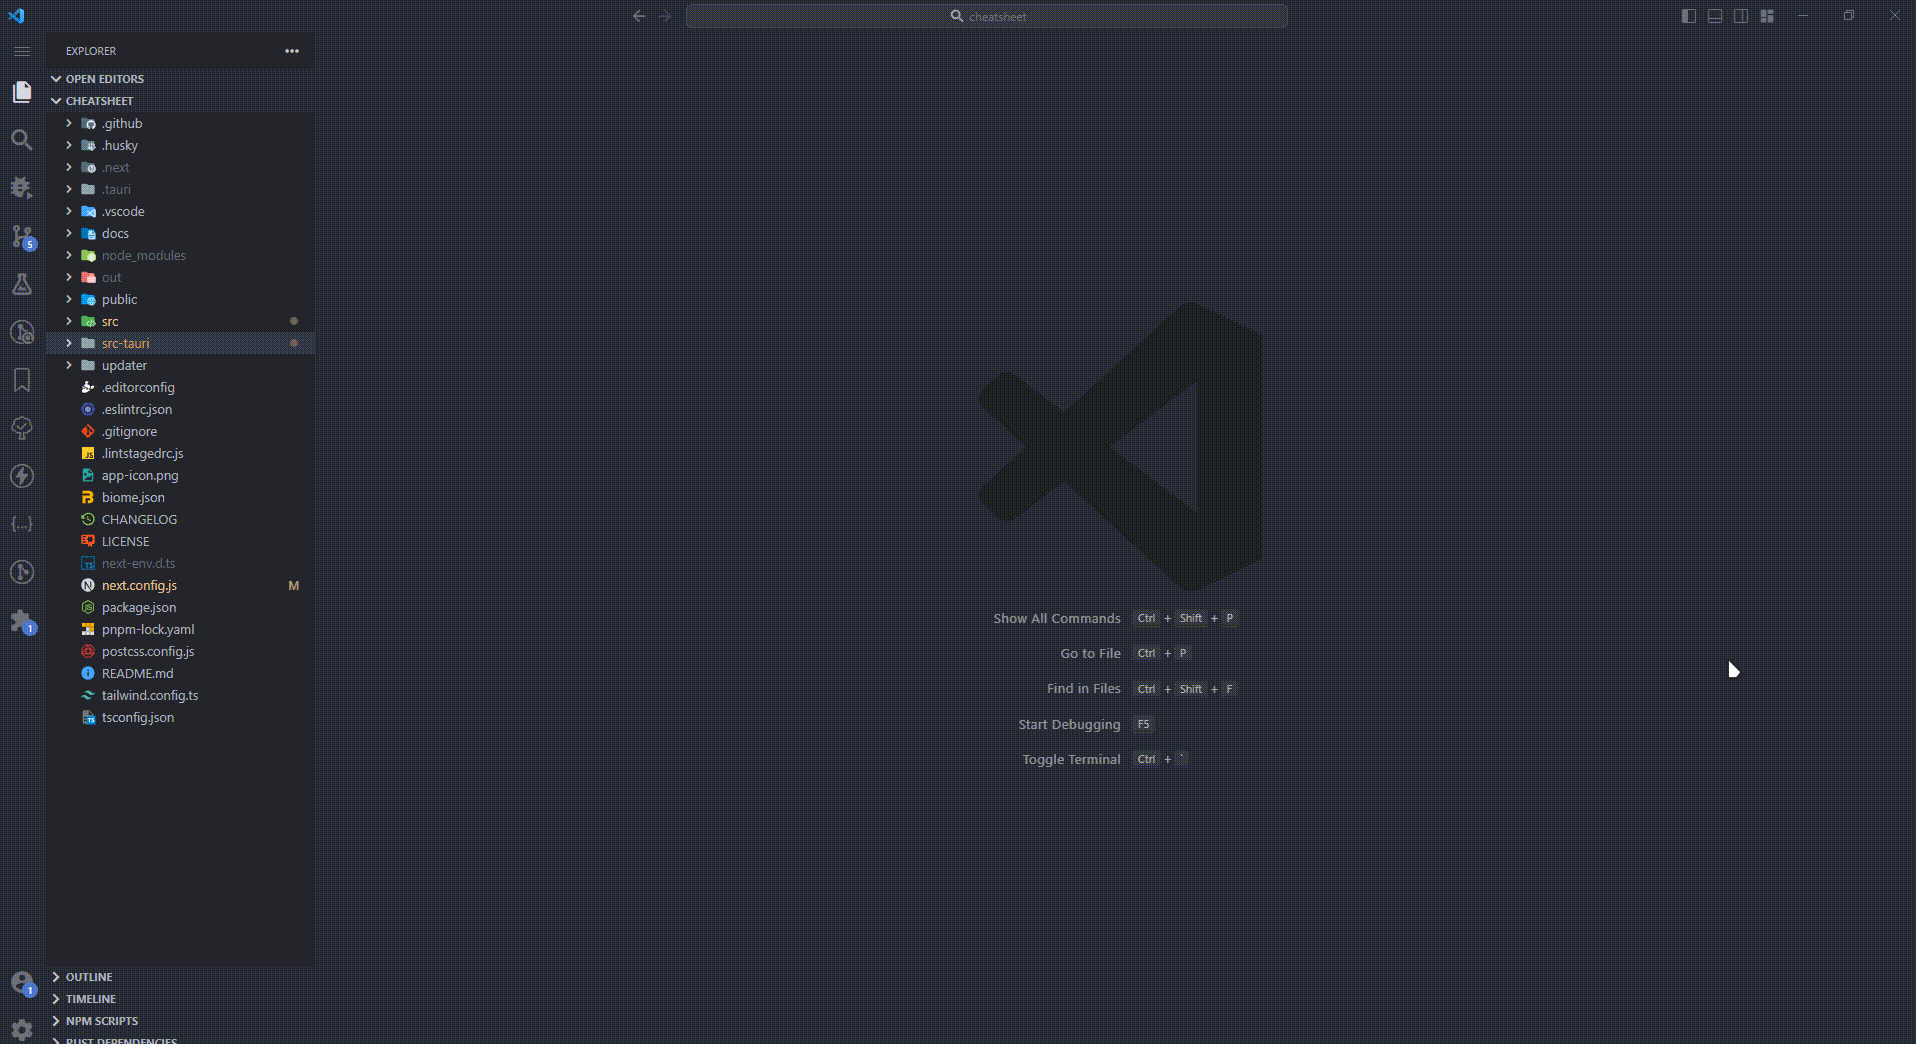 cheatsheet
EXPLORER
OPEN EDITORS
CHEATSHEET
.github
.husky
.next
.tauri
.vscode
docs
node_modules
out
public
src
src-tauri
updater
.editorconfig
.eslintrc.json
.gitignore
.lintstagedrc.js
app-icon.png
biome.json
CHANGELOG
LICENSE
next-env.d.ts
next.config.js M
package.json
pnpm-lock.yaml
postcss.config.js
README.md
tailwind.config.ts
tsconfig.json
OUTLINE
TIMELINE
NPM SCRIPTS
RUST DEPENDENCIES
5
1
1
Show All Commands Ctrl + Shift + P
Go to File Ctrl + P
Find in Files Ctrl + Shift + F
Start Debugging F5
Toggle Terminal Ctrl + `